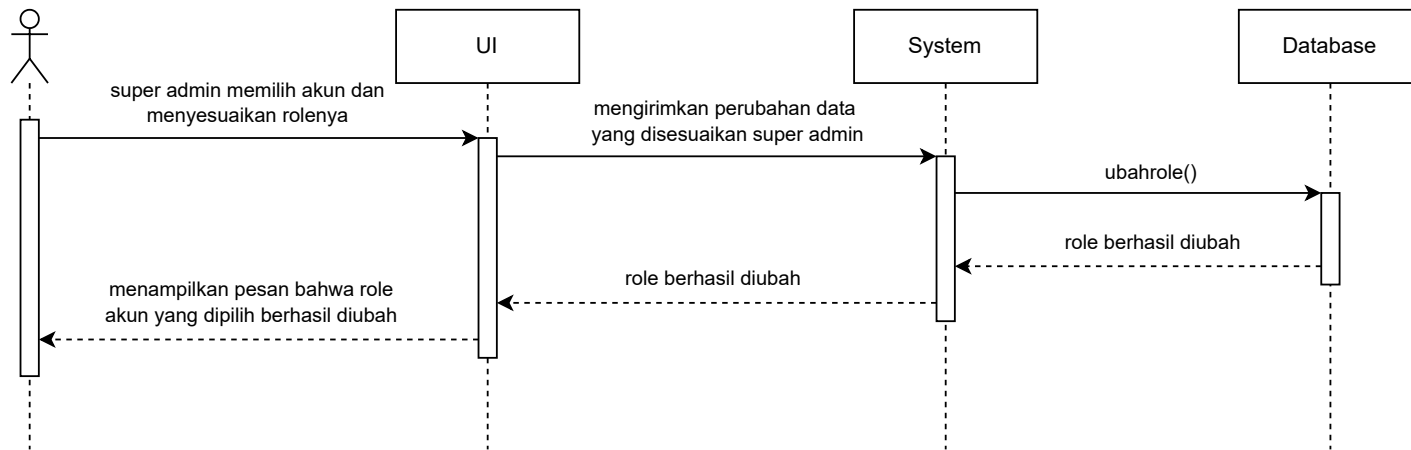 UI
System
Database
super admin memilih akun dan
menyesuaikan rolenya
mengirimkan perubahan data
yang disesuaikan super admin
ubahrole()
role berhasil diubah
role berhasil diubah
menampilkan pesan bahwa role
akun yang dipilih berhasil diubah